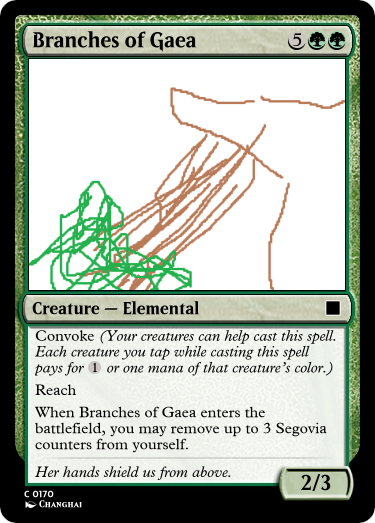 Branches of Gaea 5
Creature — Elemental
Convoke (Your creatures can help cast this spell.
Each creature you tap while casting this spell
pays for 1 or one mana of that creature's color.)
Reach
When Branches of Gaea enters the
battlefield, you may remove up to 3 Segovia
counters from yourself.
Her hands shield us from above.
2/3
C 0170
Changhai